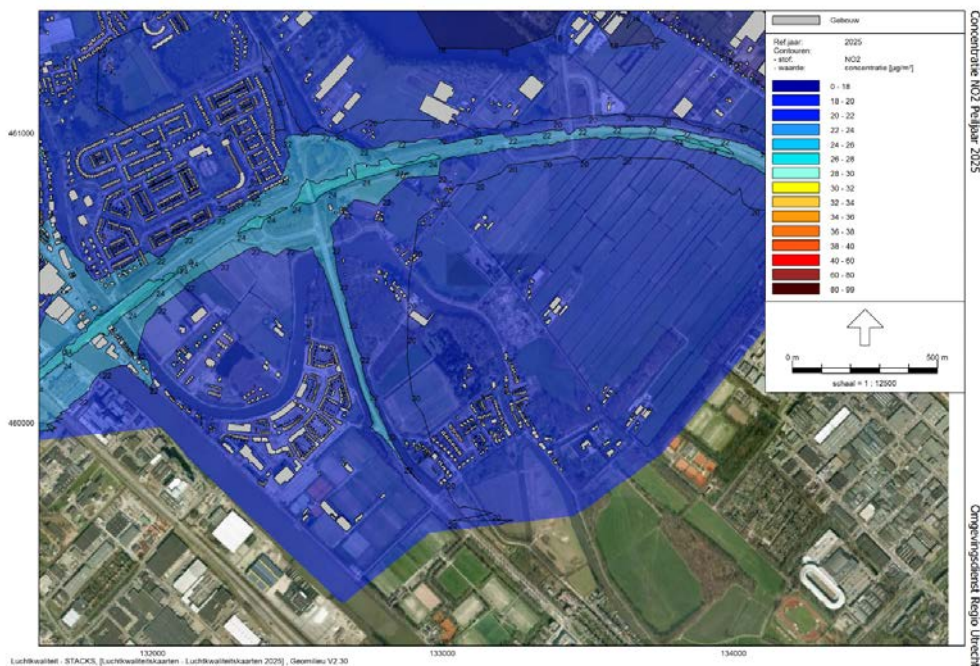 Concentratie NO2 Peiljaar 2025
Gebouw
Ref.jaar: 2025
Contouren:
- stof: NO2
- waarde: concentratie [µg/m³]
0 - 18
18 - 20
20 - 22
22 - 24
24 - 26
26 - 28
28 - 30
30 - 32
32 - 34
34 - 36
36 - 38
38 - 40
40 - 60
60 - 80
80 - 99
0 m 500 m
schaal = 1 : 12500
461000
460000
132000 133000 134000
Omgevingsdienst Regio Utrecht
Luchtkwaliteit - STACKS, [Luchtkwaliteitskaarten - Luchtkwaliteitskaarten 2025] , Geomilieu V2.30